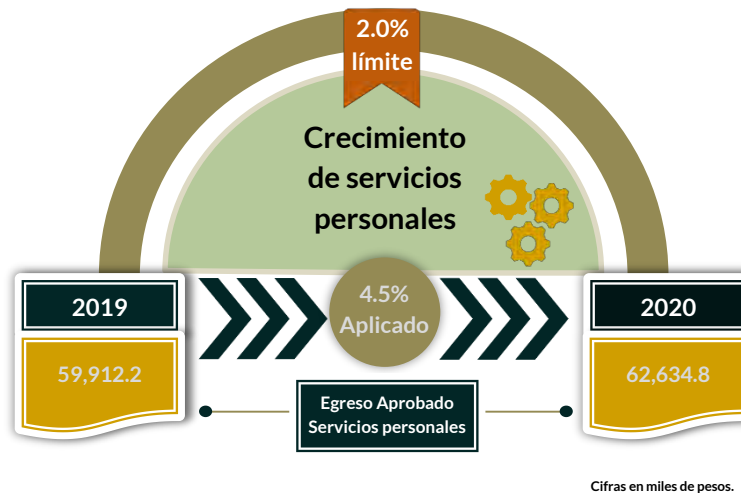 2.0%
límite
Crecimiento
de servicios
personales
2019
4.5%
Aplicado
2020
59,912.2
62,634.8
Egreso Aprobado
Servicios personales
Cifras en miles de pesos.